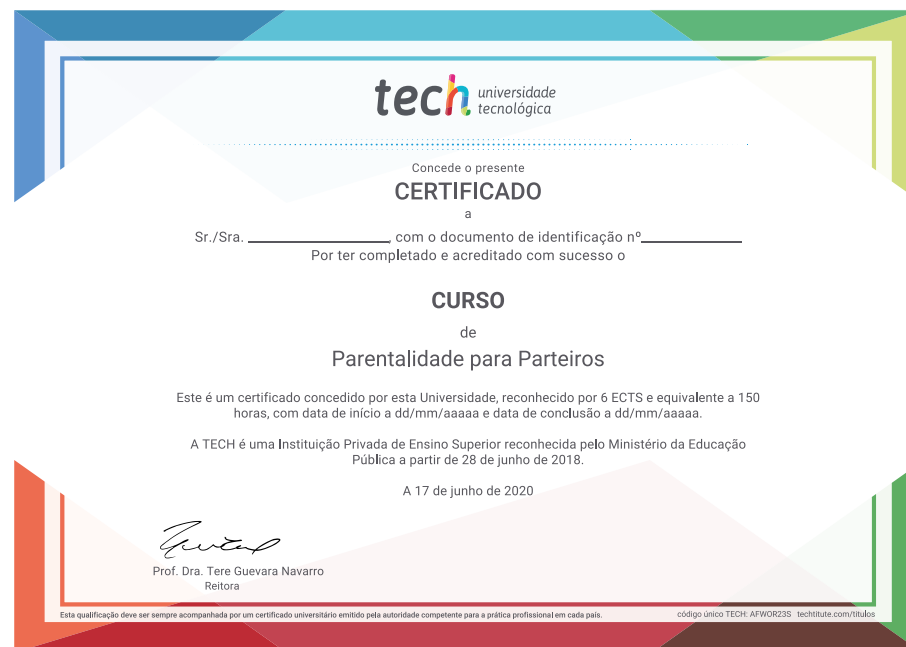 tech universidade
tecnológica
Concede o presente
CERTIFICADO
a
Sr./Sra. ____________, com o documento de identificação nº__________
Por ter completado e acreditado com sucesso o
CURSO
de
Parentalidade para Parteiros
Este é um certificado concedido por esta Universidade, reconhecido por 6 ECTS e equivalente a 150
horas, com data de início a dd/mm/aaaaa e data de conclusão a dd/mm/aaaaa.
A TECH é uma Instituição Privada de Ensino Superior reconhecida pelo Ministério da Educação
Pública a partir de 28 de junho de 2018.
A 17 de junho de 2020
Prof. Dra. Tere Guevara Navarro
Reitora
Esta qualificação deve ser sempre acompanhada por um certificado universitário emitido pela autoridade competente para a prática profissional em cada país.
código único TECH: AFWOR23S techtitute.com/titulos